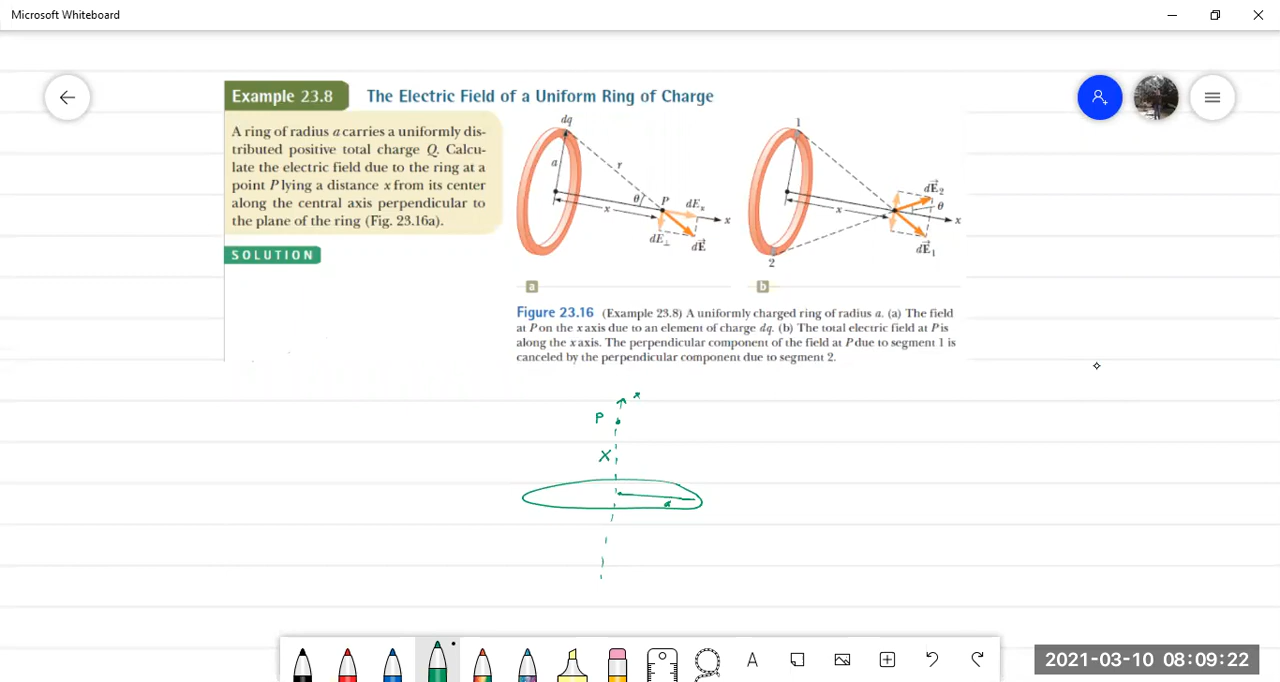 Microsoft Whiteboard
Example 23.8 The Electric Field of a Uniform Ring of Charge
A ring of radius a carries a uniformly dis-
tributed positive total charge Q. Calcu-
late the electric field due to the ring at a
point P lying a distance x from its center
along the central axis perpendicular to
the plane of the ring (Fig. 23.16a).
SOLUTION
dq
a
r
θ
P
dEx
x
x
dE⊥
dE⃗
a
1
dE⃗2
θ
x
x
dE⃗1
2
b
Figure 23.16 (Example 23.8) A uniformly charged ring of radius a. (a) The field
at P on the x axis due to an element of charge dq. (b) The total electric field at P is
along the x axis. The perpendicular component of the field at P due to segment 1 is
canceled by the perpendicular component due to segment 2.
x
P
X
a
A
2021-03-10 08:09:22